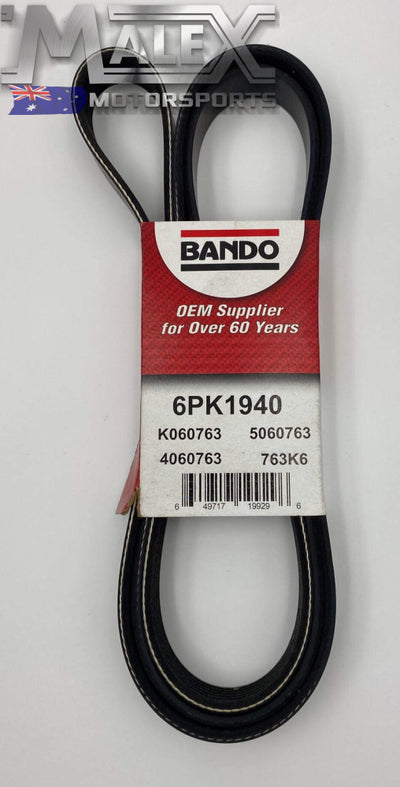 MALEX
MOTORSPORTS
BANDO
OEM Supplier
for Over 60 Years
6PK1940
K060763 5060763
4060763 763K6
6 49717 19929 6